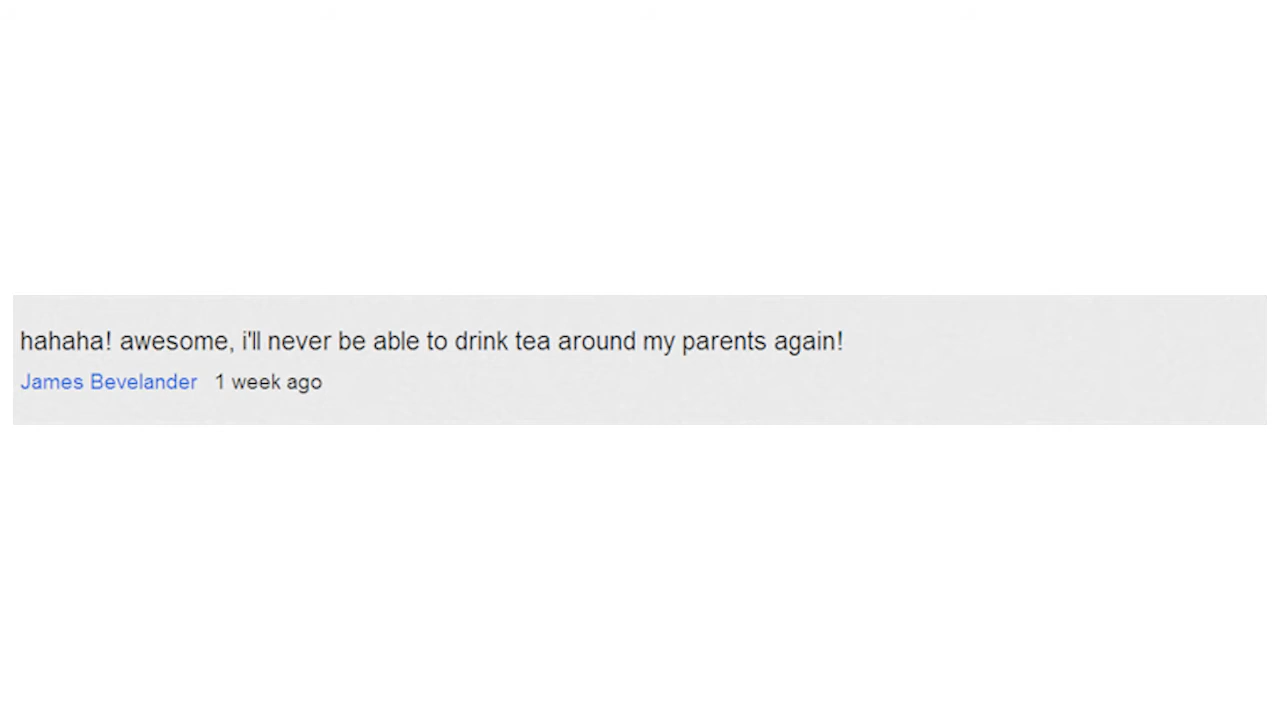 hahaha! awesome, i'll never be able to drink tea around my parents again!
James Bevelander 1 week ago